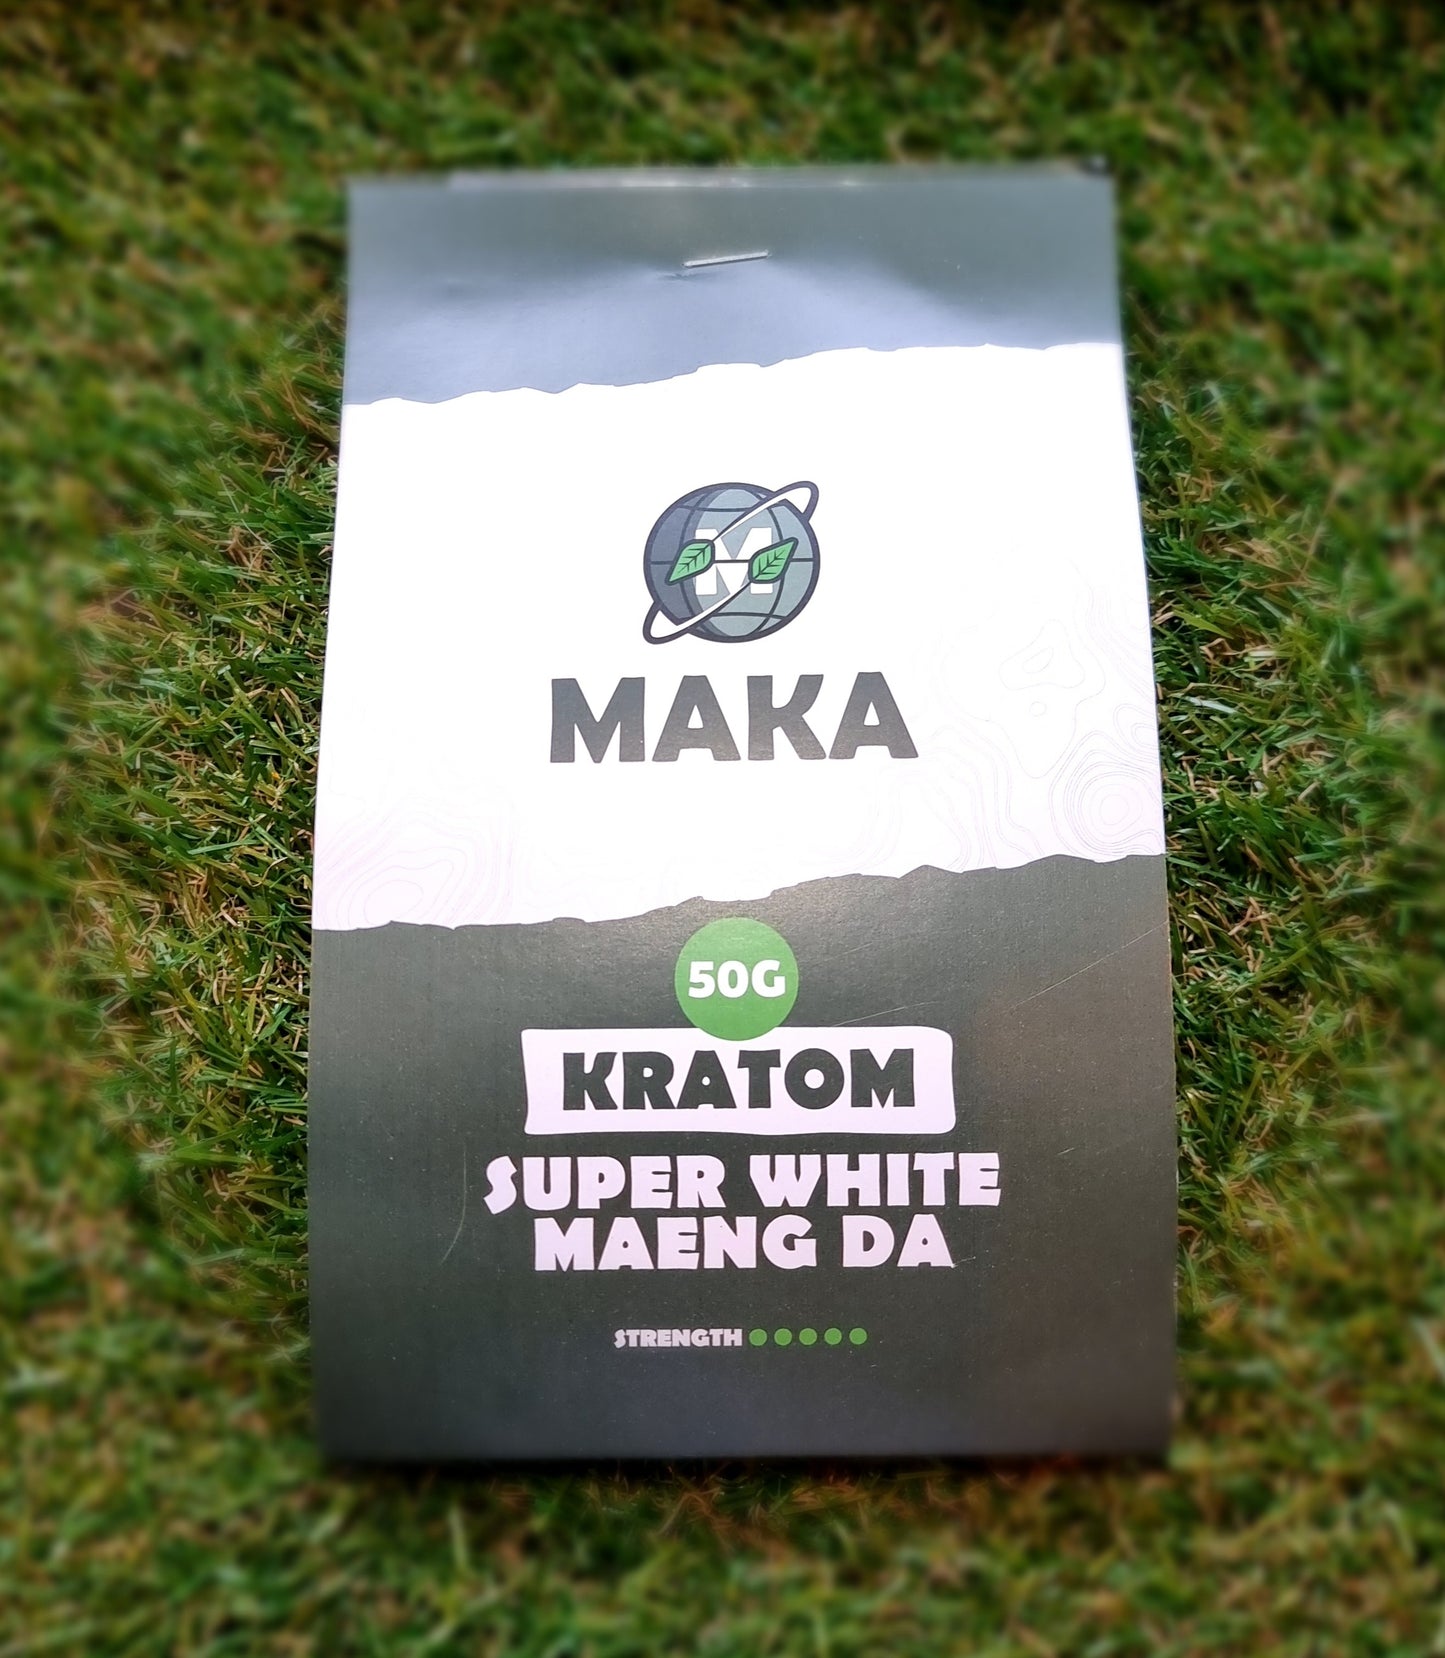 M
MAKA
50G
KRATOM
SUPER WHITE
MAENG DA
STRENGTH